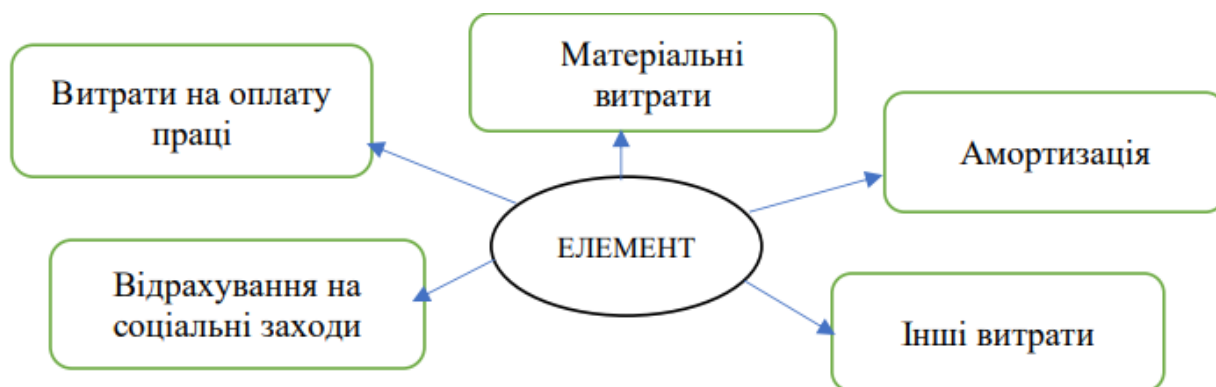 Матеріальні
витрати
Витрати на оплату
праці
Амортизація
ЕЛЕМЕНТ
Відрахування на
соціальні заходи
Інші витрати